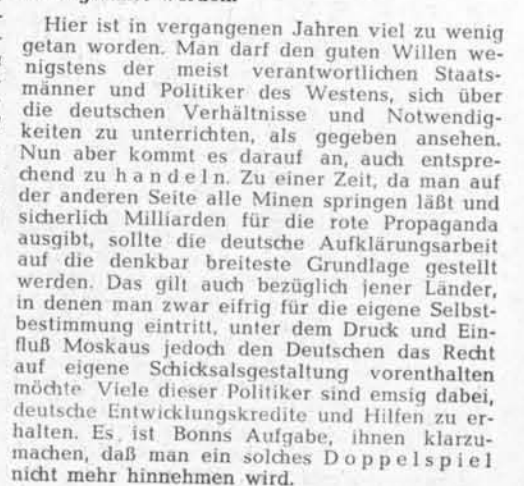 Hier ist in vergangenen Jahren viel zu wenig
getan worden. Man darf den guten Willen we-
nigstens der meist verantwortlichen Staats-
männer und Politiker des Westens, sich über
die deutschen Verhältnisse und Notwendig-
keiten zu unterrichten, als gegeben ansehen.
Nun aber kommt es darauf an, auch entspre-
chend zu h a n d e l n. Zu einer Zeit, da man auf
der anderen Seite alle Minen springen läßt und
sicherlich Milliarden für die rote Propaganda
ausgibt, sollte die deutsche Aufklärungsarbeit
auf die denkbar breiteste Grundlage gestellt
werden. Das gilt auch bezüglich jener Länder,
in denen man zwar eifrig für die eigene Selbst-
bestimmung eintritt, unter dem Druck und Ein-
fluß Moskaus jedoch den Deutschen das Recht
auf eigene Schicksalsgestaltung vorenthalten
möchte. Viele dieser Politiker sind emsig dabei,
deutsche Entwicklungskredite und Hilfen zu er-
halten. Es ist Bonns Aufgabe, ihnen klarzu-
machen, daß man ein solches D o p p e l s p i e l
nicht mehr hinnehmen wird.